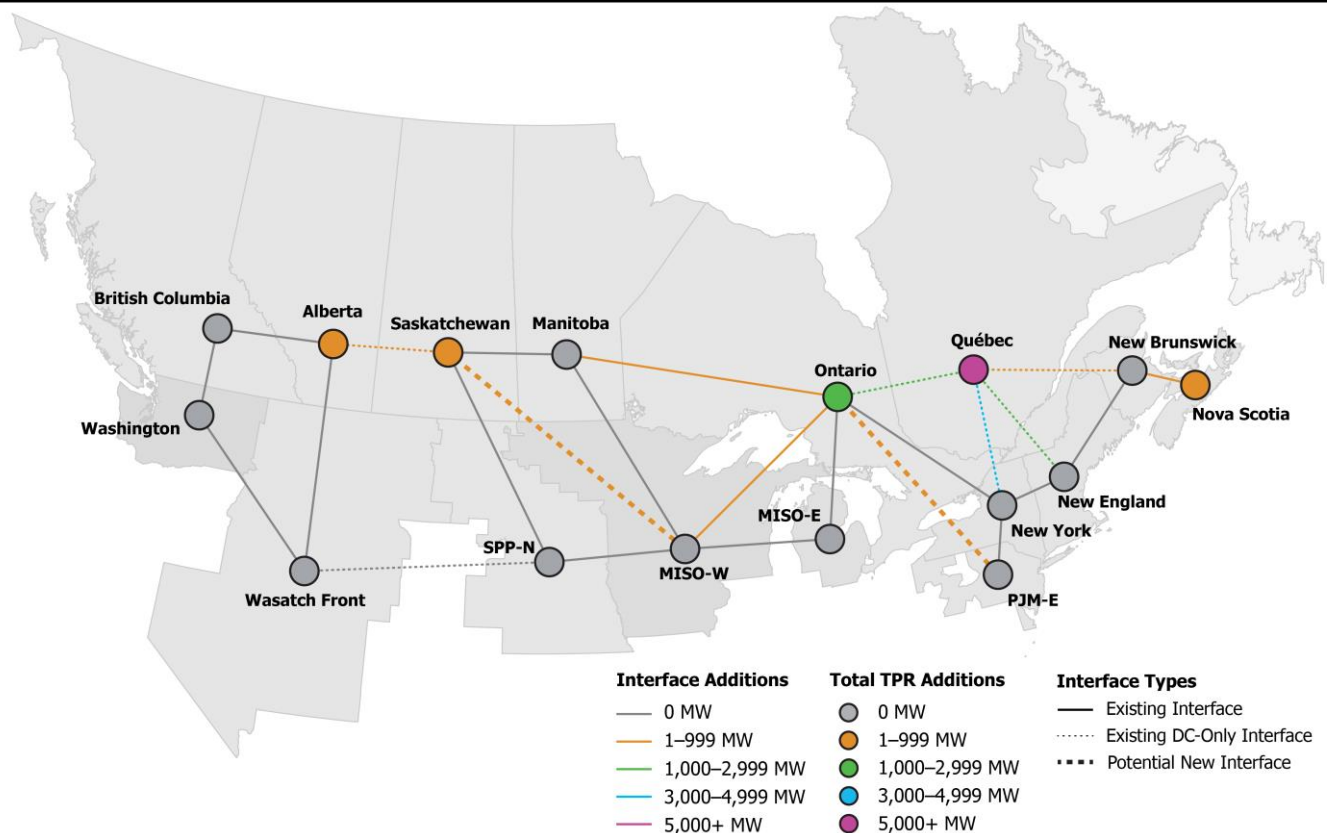 British Columbia
Alberta
Saskatchewan
Manitoba
Ontario
Québec
New Brunswick
Nova Scotia
Washington
New England
New York
MISO-E
SPP-N
MISO-W
Wasatch Front
PJM-E
Interface Additions
0 MW
1–999 MW
1,000–2,999 MW
3,000–4,999 MW
5,000+ MW
Total TPR Additions
0 MW
1–999 MW
1,000–2,999 MW
3,000–4,999 MW
5,000+ MW
Interface Types
Existing Interface
Existing DC-Only Interface
Potential New Interface